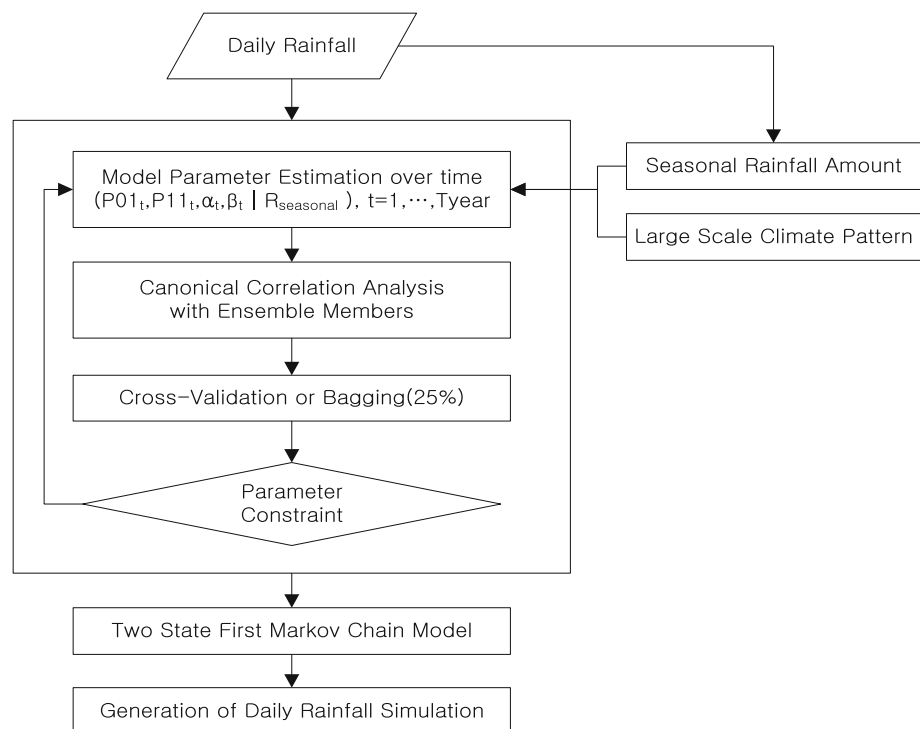 Daily Rainfall
Seasonal Rainfall Amount
Large Scale Climate Pattern
Model Parameter Estimation over time
(P01t,P11t,αt,βt | Rseasonal ), t=1,⋯,Tyear
Canonical Correlation Analysis
with Ensemble Members
Cross-Validation or Bagging(25%)
Parameter
Constraint
Two State First Markov Chain Model
Generation of Daily Rainfall Simulation